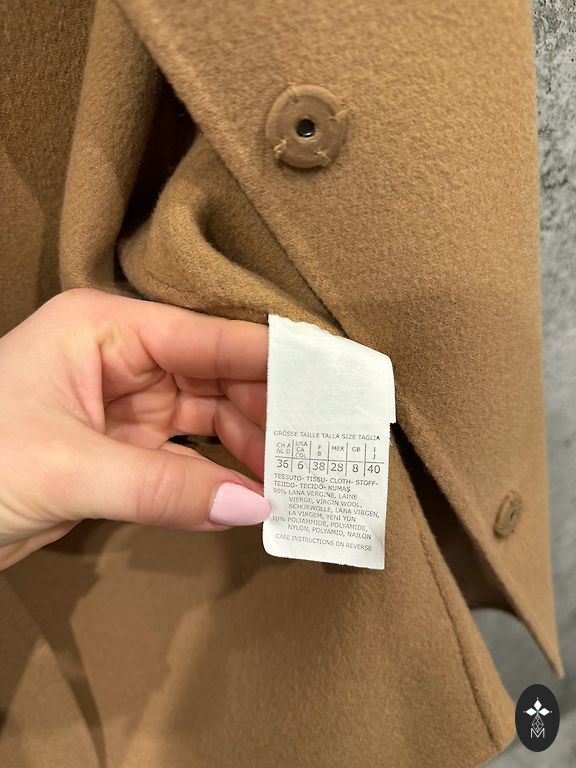 GRÖSSE TAILLE TALLA SIZE TAGLIA
CH A NL D USA CA COL F B MEX GB I J
36 6 38 28 8 40
TESSUTO- TISSU- CLOTH- STOFF-
TEJIDO- TECIDO- KUMAŞ
90% LANA VERGINE, LAINE
VIERGE, VIRGIN WOOL,
SCHURWOLLE, LANA VIRGEN,
LÃ VIRGEM, YENİ YÜN
10% POLIAMMIDE, POLYAMIDE,
NYLON, POLYAMID, NAILON
CARE INSTRUCTIONS ON REVERSE
M